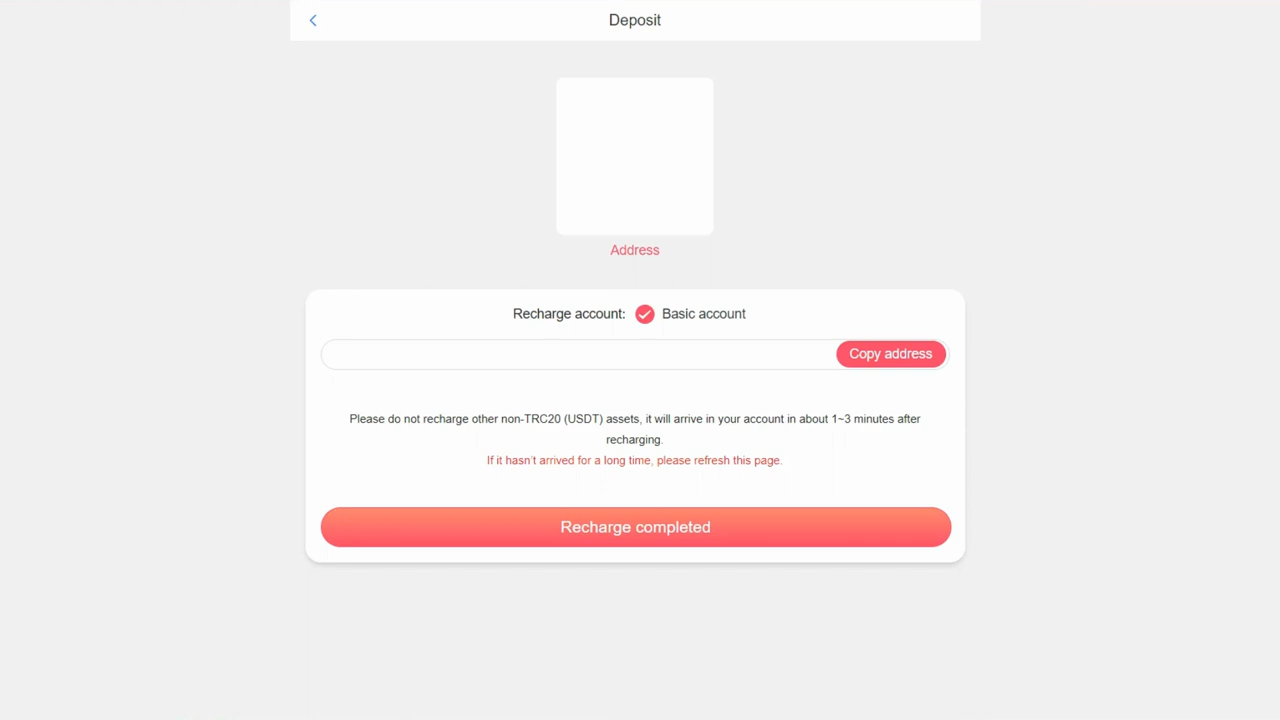 Deposit
Address
Recharge account: Basic account
Copy address
Please do not recharge other non-TRC20 (USDT) assets, it will arrive in your account in about 1~3 minutes after
recharging.
If it hasn't arrived for a long time, please refresh this page.
Recharge completed